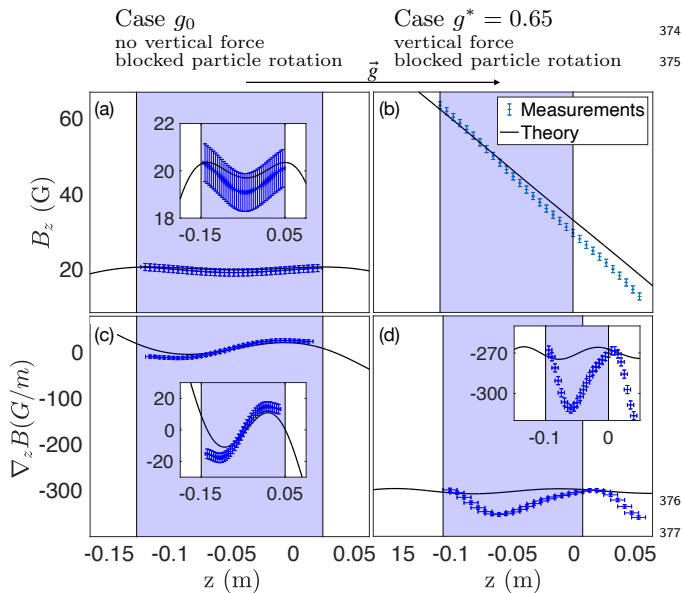 Case g₀
no vertical force
blocked particle rotation
Case g* = 0.65
vertical force
blocked particle rotation
374
375
g⃗
(a)
60
40
20
B_z (G)
22
20
18
-0.15
0.05
(b)
Measurements
Theory
(c)
0
-100
-200
-300
∇_z B(G/m)
20
0
-20
-0.15
0.05
(d)
-270
-300
-0.1
0
376
377
-0.15
-0.1
-0.05
0
0.05
z (m)
15
-0.1
-0.05
0
0.05
z (m)